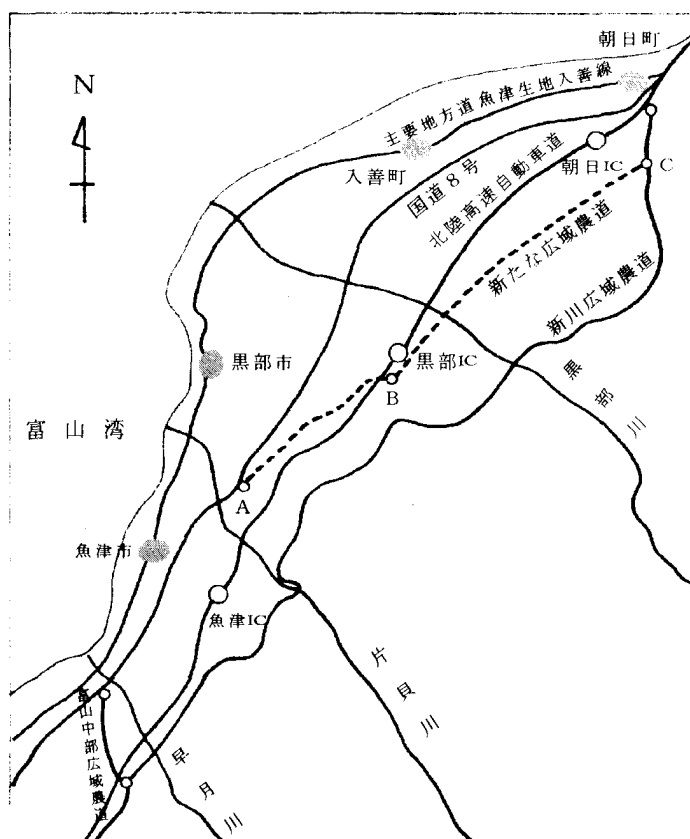 朝日町
N
主要地方道魚津生地入善線
入善町
国道8号
朝日IC
C
北陸高速自動車道
新たな広域農道
新川広域農道
黒部市
黒部IC
B
黒部川
富山湾
A
魚津市
魚津IC
片貝川
富山中部広域農道
早月川